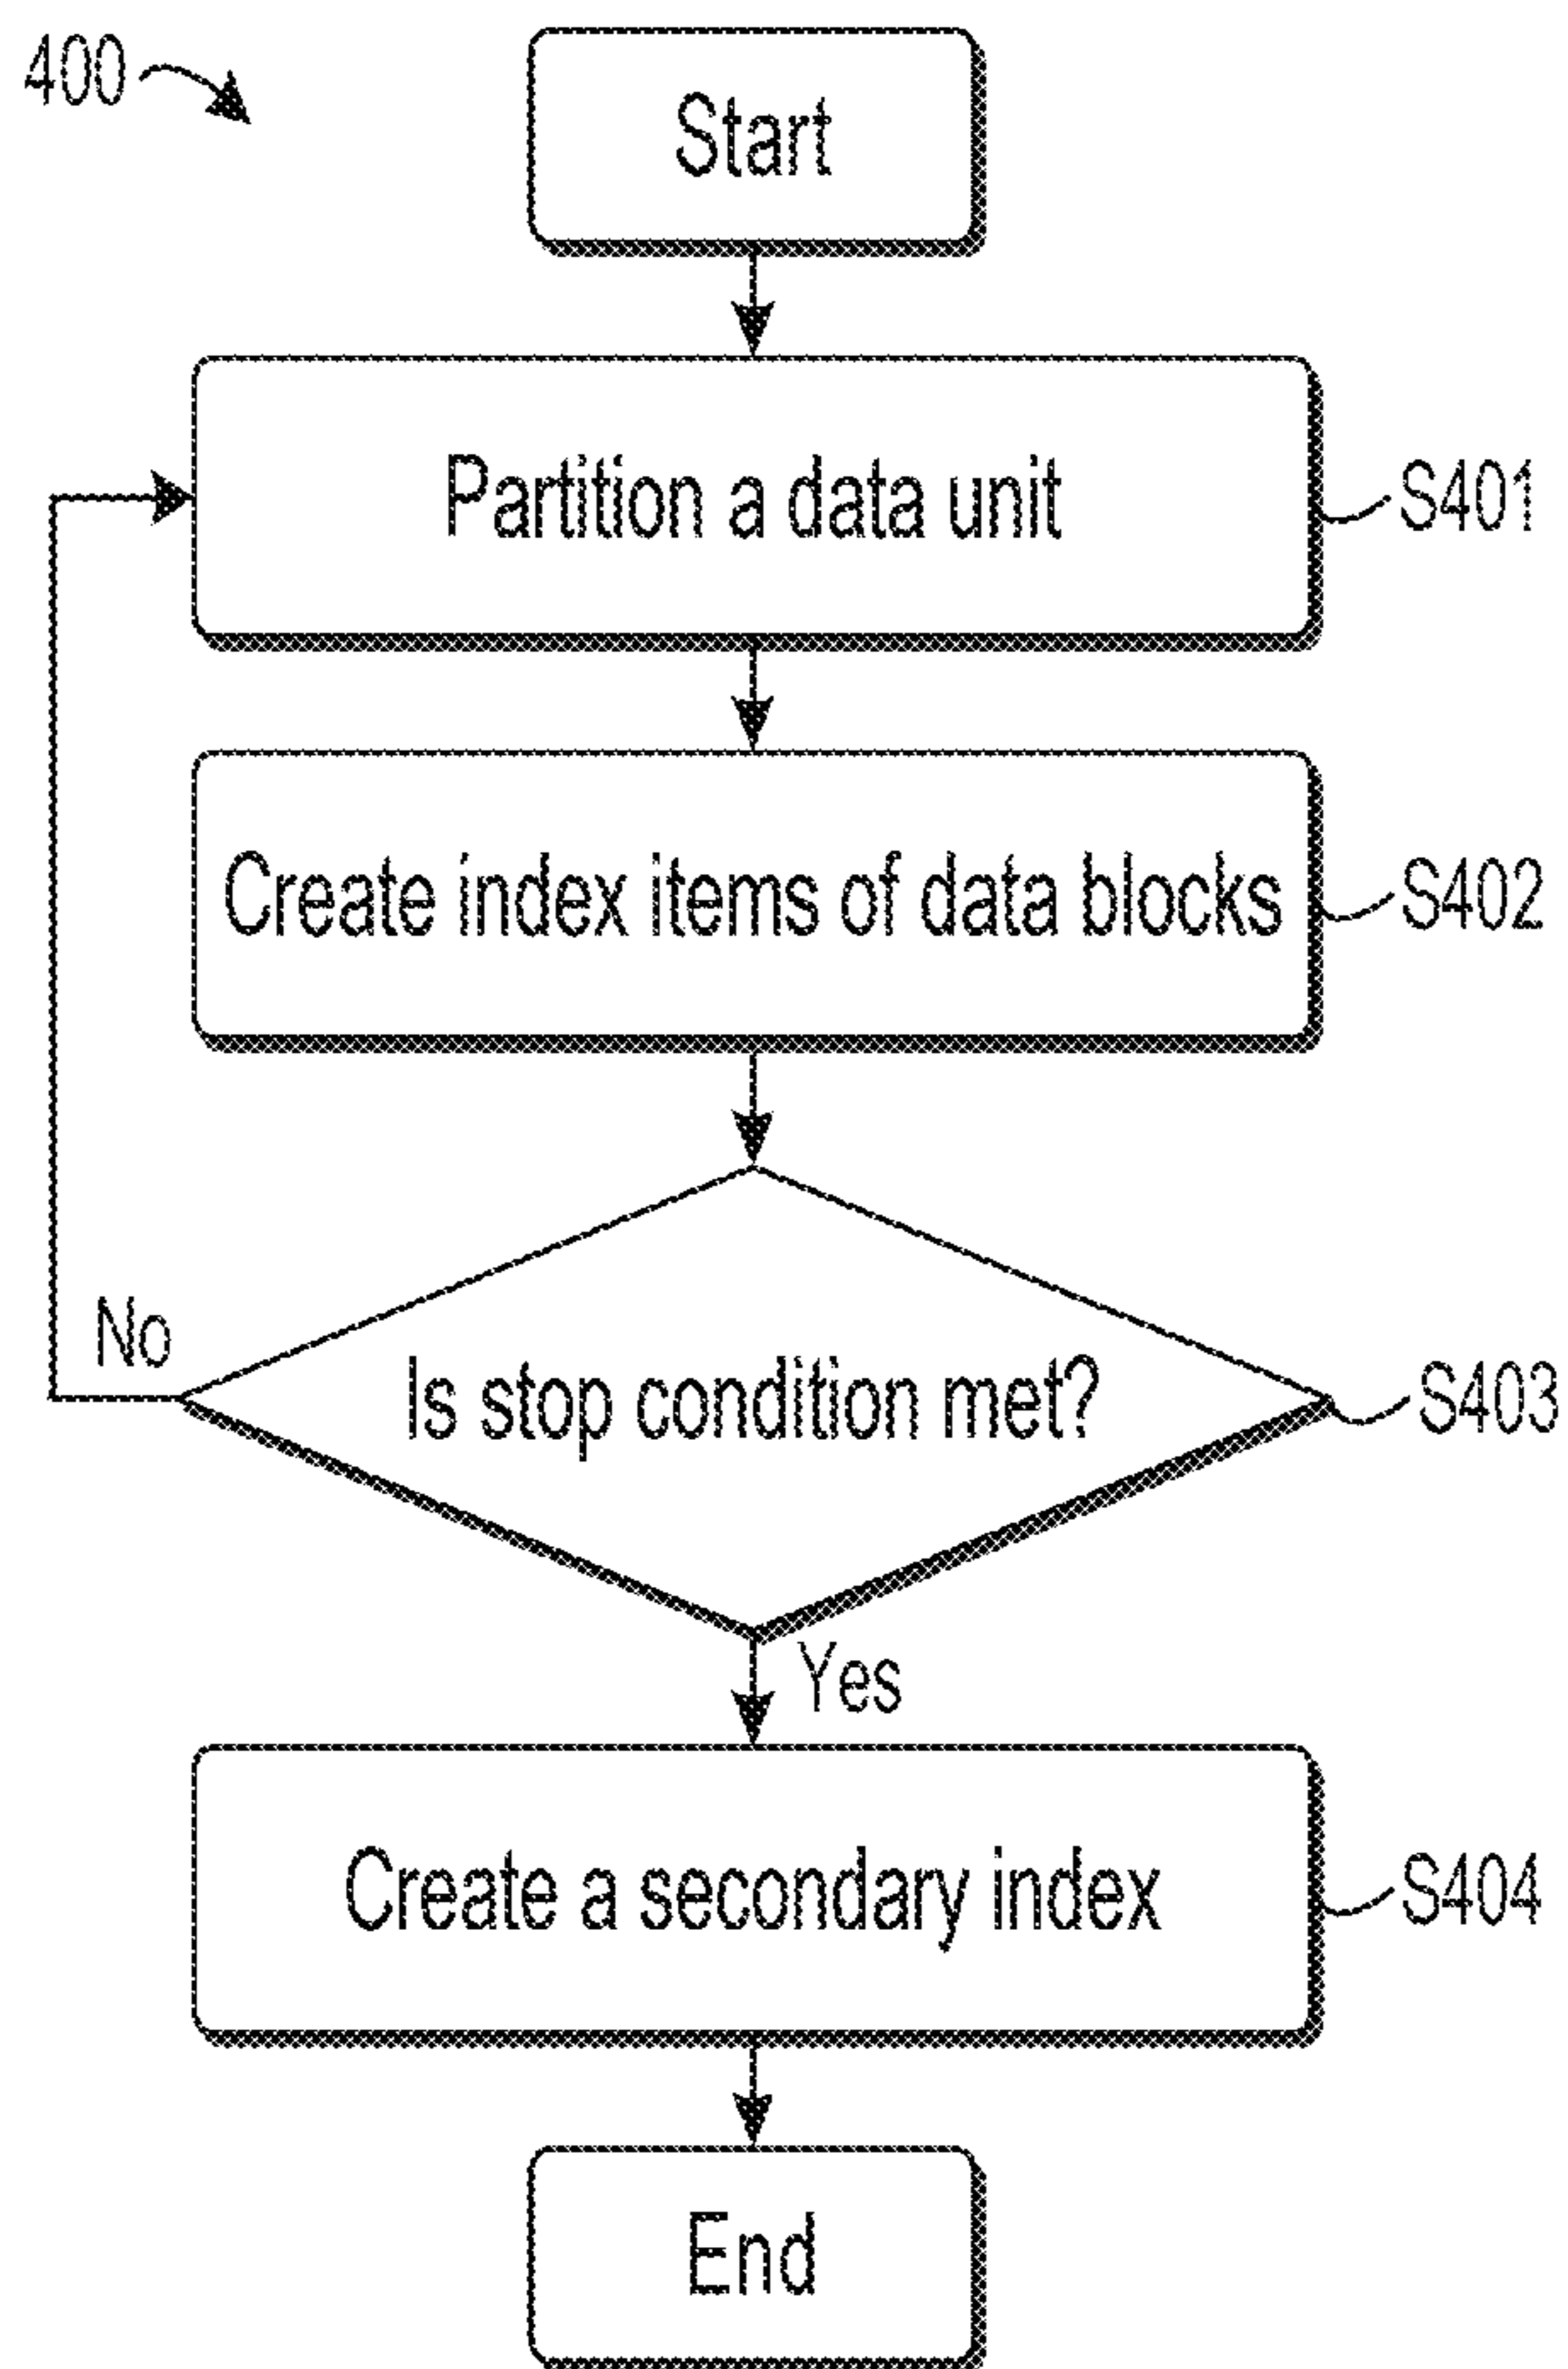 400
Start
Partition a data unit
S401
Create index items of data blocks
S402
Is stop condition met?
S403
No
Yes
Create a secondary index
S404
End